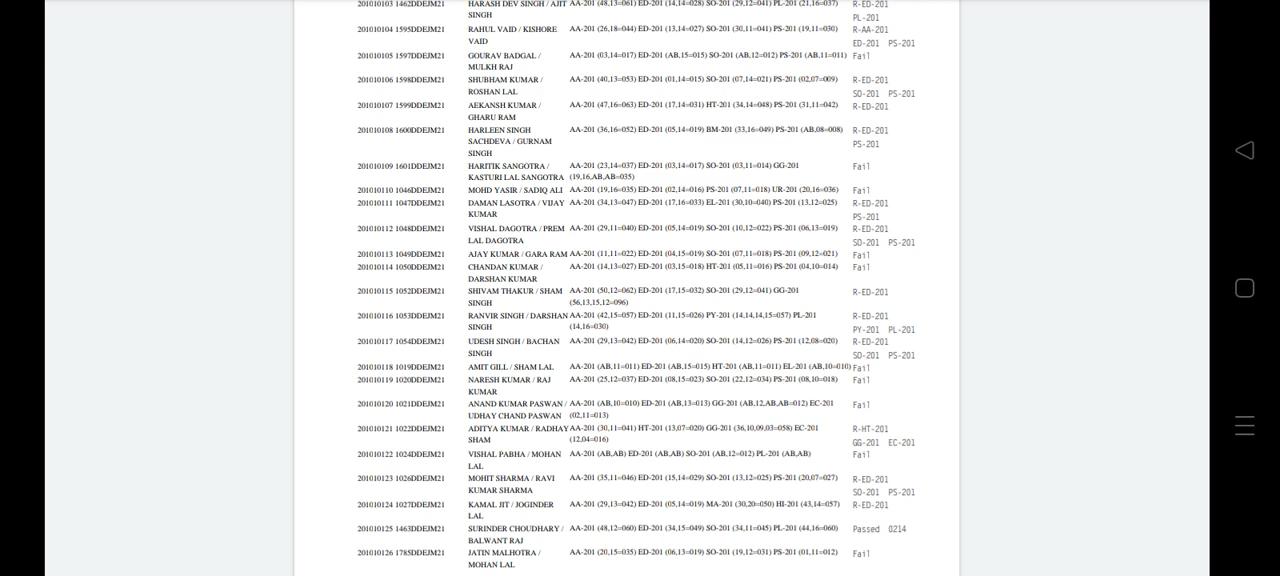 201010103 1462DDEJM21 HARASH DEV SINGH / AJIT AA-201 (48,13=061) ED-201 (14,14=028) SO-201 (29,12=041) PL-201 (21,16=037) R-ED-201
SINGH PL-201
201010104 1595DDEJM21 RAHUL VAID / KISHORE AA-201 (26,18=044) ED-201 (13,14=027) SO-201 (30,11=041) PS-201 (19,11=030) R-AA-201
VAID ED-201 PS-201
201010105 1597DDEJM21 GOURAV BADGAL / AA-201 (03,14=017) ED-201 (AB,15=015) SO-201 (AB,12=012) PS-201 (AB,11=011) Fail
MULKH RAJ
201010106 1598DDEJM21 SHUBHAM KUMAR / AA-201 (40,13=053) ED-201 (01,14=015) SO-201 (07,14=021) PS-201 (02,07=009) R-ED-201
ROSHAN LAL SO-201 PS-201
201010107 1599DDEJM21 AEKANSH KUMAR / AA-201 (47,16=063) ED-201 (17,14=031) HT-201 (34,14=048) PS-201 (31,11=042) R-ED-201
GHARU RAM
201010108 1600DDEJM21 HARLEEN SINGH AA-201 (36,16=052) ED-201 (05,14=019) BM-201 (33,16=049) PS-201 (AB,08=008) R-ED-201
SACHDEVA / GURNAM PS-201
SINGH
201010109 1601DDEJM21 HARITIK SANGOTRA / AA-201 (23,14=037) ED-201 (03,14=017) SO-201 (03,11=014) GG-201 Fail
KASTURI LAL SANGOTRA (19,16,AB,AB=035)
201010110 1046DDEJM21 MOHD YASIR / SADIQ ALI AA-201 (19,16=035) ED-201 (02,14=016) PS-201 (07,11=018) UR-201 (20,16=036) Fail
201010111 1047DDEJM21 DAMAN LASOTRA / VIJAY AA-201 (34,13=047) ED-201 (17,16=033) EL-201 (30,10=040) PS-201 (13,12=025) R-ED-201
KUMAR PS-201
201010112 1048DDEJM21 VISHAL DAGOTRA / PREM AA-201 (29,11=040) ED-201 (05,14=019) SO-201 (10,12=022) PS-201 (06,13=019) R-ED-201
LAL DAGOTRA SO-201 PS-201
201010113 1049DDEJM21 AJAY KUMAR / GARA RAM AA-201 (11,11=022) ED-201 (04,15=019) SO-201 (07,11=018) PS-201 (09,12=021) Fail
201010114 1050DDEJM21 CHANDAN KUMAR / AA-201 (14,13=027) ED-201 (03,15=018) HT-201 (05,11=016) PS-201 (04,10=014) Fail
DARSHAN KUMAR
201010115 1052DDEJM21 SHIVAM THAKUR / SHAM AA-201 (50,12=062) ED-201 (17,15=032) SO-201 (29,12=041) GG-201 R-ED-201
SINGH (56,13,15,12=096)
201010116 1053DDEJM21 RANVIR SINGH / DARSHAN AA-201 (42,15=057) ED-201 (11,15=026) PY-201 (14,14,14,15=057) PL-201 R-ED-201
SINGH (14,16=030) PY-201 PL-201
201010117 1054DDEJM21 UDESH SINGH / BACHAN AA-201 (29,13=042) ED-201 (06,14=020) SO-201 (14,12=026) PS-201 (12,08=020) R-ED-201
SINGH SO-201 PS-201
201010118 1019DDEJM21 AMIT GILL / SHAM LAL AA-201 (AB,11=011) ED-201 (AB,15=015) HT-201 (AB,11=011) EL-201 (AB,10=010) Fail
201010119 1020DDEJM21 NARESH KUMAR / RAJ AA-201 (25,12=037) ED-201 (08,15=023) SO-201 (22,12=034) PS-201 (08,10=018) Fail
KUMAR
201010120 1021DDEJM21 ANAND KUMAR PASWAN / AA-201 (AB,10=010) ED-201 (AB,13=013) GG-201 (AB,12,AB,AB=012) EC-201 Fail
UDHAY CHAND PASWAN (02,11=013)
201010121 1022DDEJM21 ADITYA KUMAR / RADHAY AA-201 (30,11=041) HT-201 (13,07=020) GG-201 (36,10,09,03=058) EC-201 R-HT-201
SHAM (12,04=016) GG-201 EC-201
201010122 1024DDEJM21 VISHAL PABHA / MOHAN AA-201 (AB,AB) ED-201 (AB,AB) SO-201 (AB,12=012) PL-201 (AB,AB) Fail
LAL
201010123 1026DDEJM21 MOHIT SHARMA / RAVI AA-201 (35,11=046) ED-201 (15,14=029) SO-201 (13,12=025) PS-201 (20,07=027) R-ED-201
KUMAR SHARMA SO-201 PS-201
201010124 1027DDEJM21 KAMAL JIT / JOGINDER AA-201 (29,13=042) ED-201 (05,14=019) MA-201 (30,20=050) HI-201 (43,14=057) R-ED-201
LAL
201010125 1463DDEJM21 SURINDER CHOUDHARY / AA-201 (48,12=060) ED-201 (34,15=049) SO-201 (34,11=045) PL-201 (44,16=060) Passed 0214
BALWANT RAJ
201010126 1785DDEJM21 JATIN MALHOTRA / AA-201 (20,15=035) ED-201 (06,13=019) SO-201 (19,12=031) PS-201 (01,11=012) Fail
MOHAN LAL